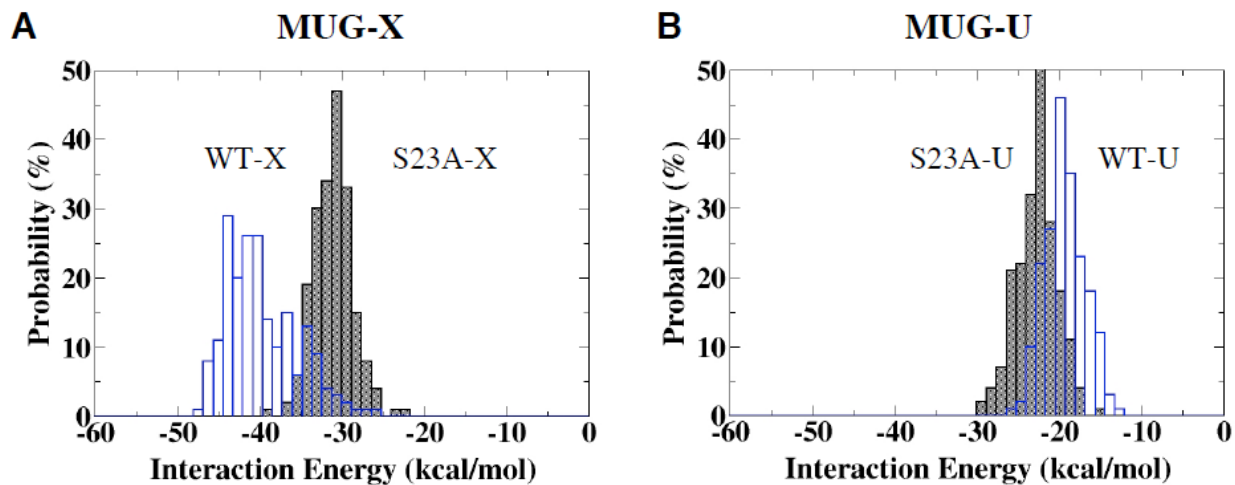 A MUG-X
50
40
30
20
10
0
Probability (%)
WT-X S23A-X
-60 -50 -40 -30 -20 -10 0
Interaction Energy (kcal/mol)
B MUG-U
50
40
30
20
10
0
Probability (%)
S23A-U WT-U
-60 -50 -40 -30 -20 -10 0
Interaction Energy (kcal/mol)